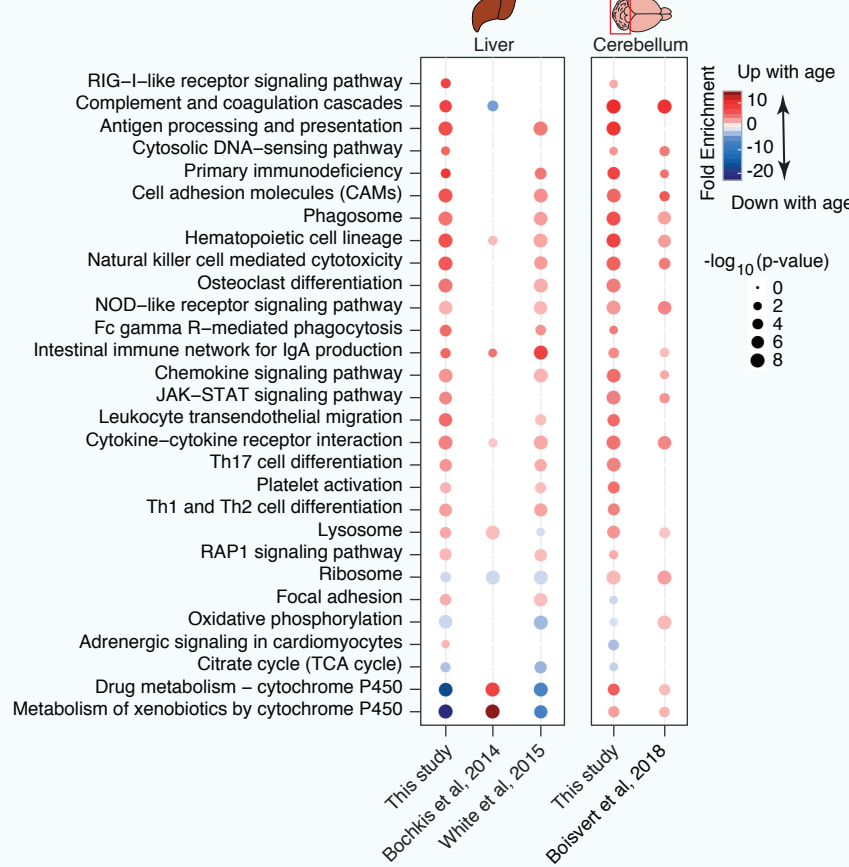 Liver
Cerebellum
RIG−I−like receptor signaling pathway
Complement and coagulation cascades
Antigen processing and presentation
Cytosolic DNA−sensing pathway
Primary immunodeficiency
Cell adhesion molecules (CAMs)
Phagosome
Hematopoietic cell lineage
Natural killer cell mediated cytotoxicity
Osteoclast differentiation
NOD−like receptor signaling pathway
Fc gamma R−mediated phagocytosis
Intestinal immune network for IgA production
Chemokine signaling pathway
JAK−STAT signaling pathway
Leukocyte transendothelial migration
Cytokine−cytokine receptor interaction
Th17 cell differentiation
Platelet activation
Th1 and Th2 cell differentiation
Lysosome
RAP1 signaling pathway
Ribosome
Focal adhesion
Oxidative phosphorylation
Adrenergic signaling in cardiomyocytes
Citrate cycle (TCA cycle)
Drug metabolism − cytochrome P450
Metabolism of xenobiotics by cytochrome P450
This study
Bochkis et al, 2014
White et al, 2015
This study
Boisvert et al, 2018
Fold Enrichment
Up with age
10
0
-10
-20
Down with age
-log10(p-value)
0
2
4
6
8